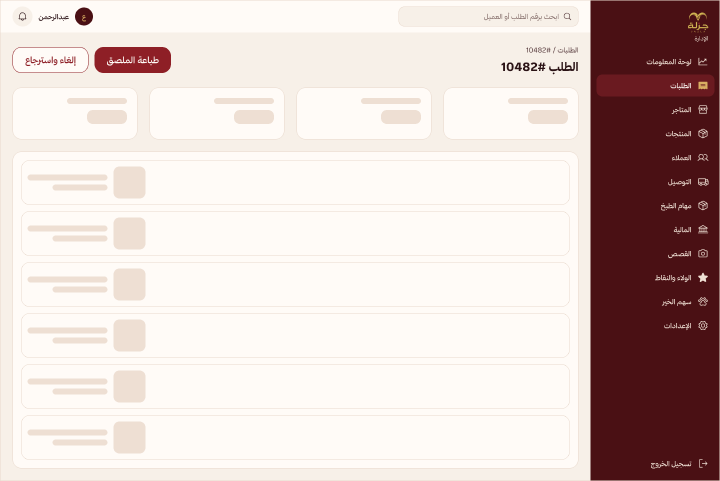 جزلة
الإدارة
لوحة المعلومات
الطلبات
المتاجر
المنتجات
العملاء
التوصيل
مهام الطبخ
المالية
القصص
الولاء والنقاط
سهم الخير
الإعدادات
تسجيل الخروج
ابحث برقم الطلب أو العميل
ع
عبدالرحمن
الطلبات / #10482
الطلب #10482
طباعة الملصق
إلغاء واسترجاع